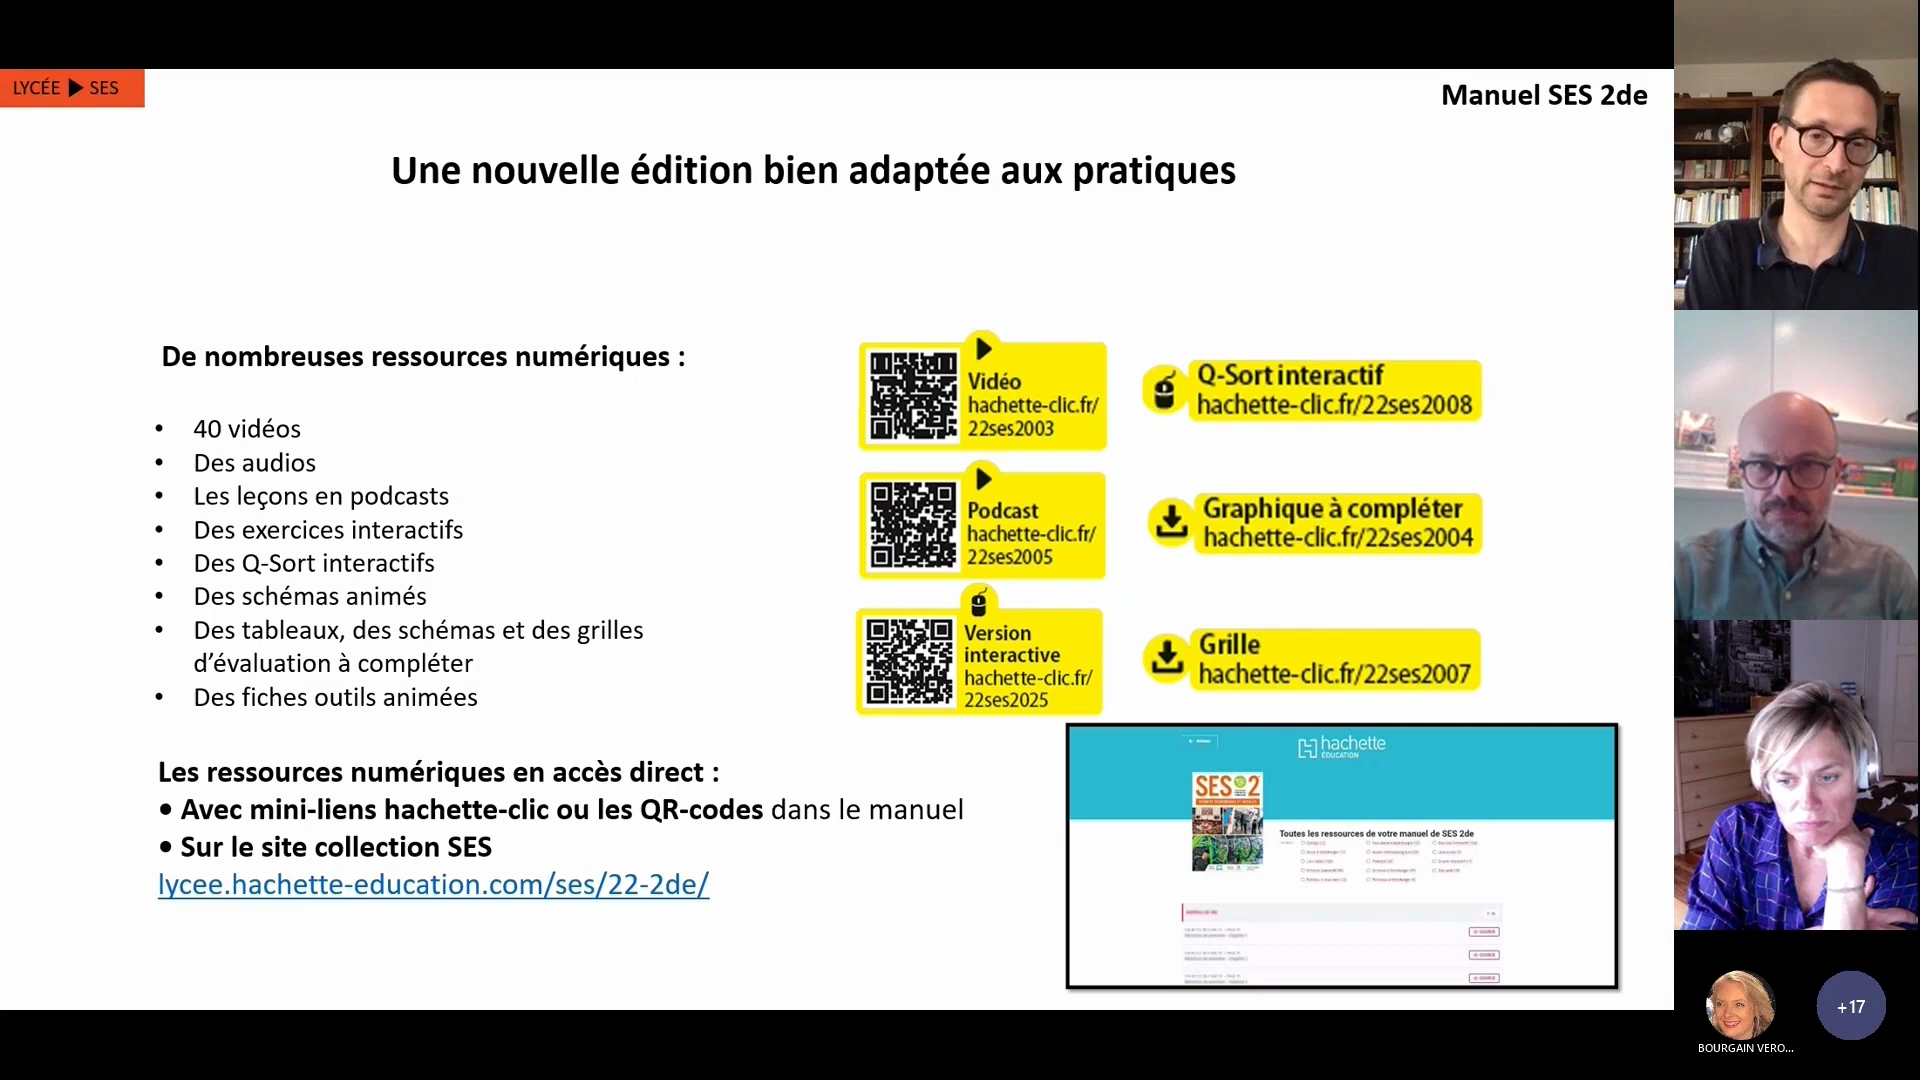 LYCÉE ▶ SES
Manuel SES 2de
Une nouvelle édition bien adaptée aux pratiques
De nombreuses ressources numériques :
• 40 vidéos
• Des audios
• Les leçons en podcasts
• Des exercices interactifs
• Des Q-Sort interactifs
• Des schémas animés
• Des tableaux, des schémas et des grilles
d’évaluation à compléter
• Des fiches outils animées
Les ressources numériques en accès direct :
• Avec mini-liens hachette-clic ou les QR-codes dans le manuel
• Sur le site collection SES
lycee.hachette-education.com/ses/22-2de/
Vidéo
hachette-clic.fr/
22ses2003
Q-Sort interactif
hachette-clic.fr/22ses2008
Podcast
hachette-clic.fr/
22ses2005
Graphique à compléter
hachette-clic.fr/22ses2004
Version
interactive
hachette-clic.fr/
22ses2025
Grille
hachette-clic.fr/22ses2007
hachette
ÉDUCATION
SES 2
Toutes les ressources de votre manuel de SES 2de
BOURGAIN VERO...
+17